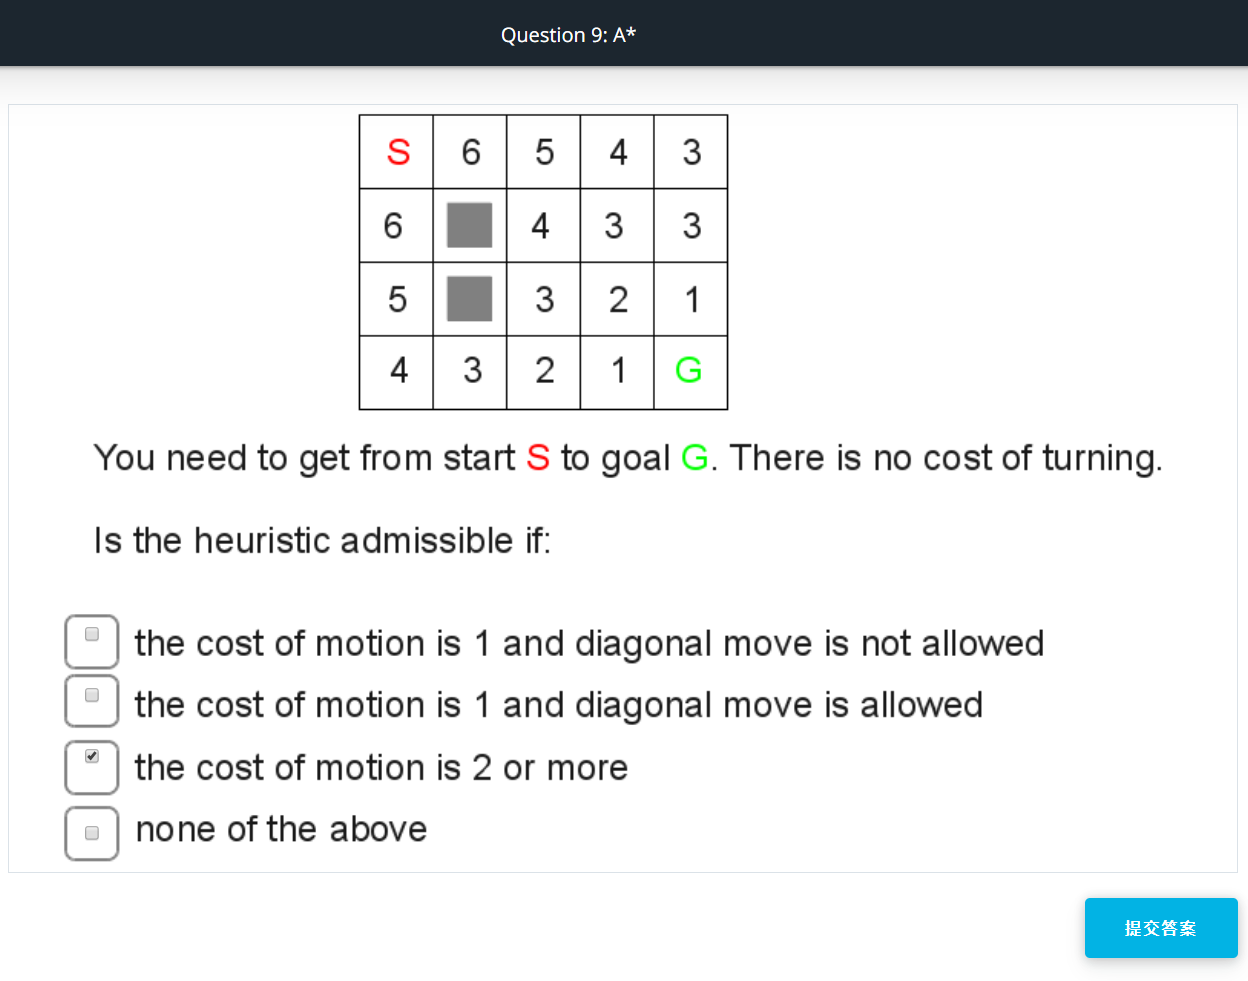 Question 9: A*
S 6 5 4 3
6 4 3 3
5 3 2 1
4 3 2 1 G
You need to get from start S to goal G. There is no cost of turning.
Is the heuristic admissible if:
the cost of motion is 1 and diagonal move is not allowed
the cost of motion is 1 and diagonal move is allowed
the cost of motion is 2 or more
none of the above
提交答案